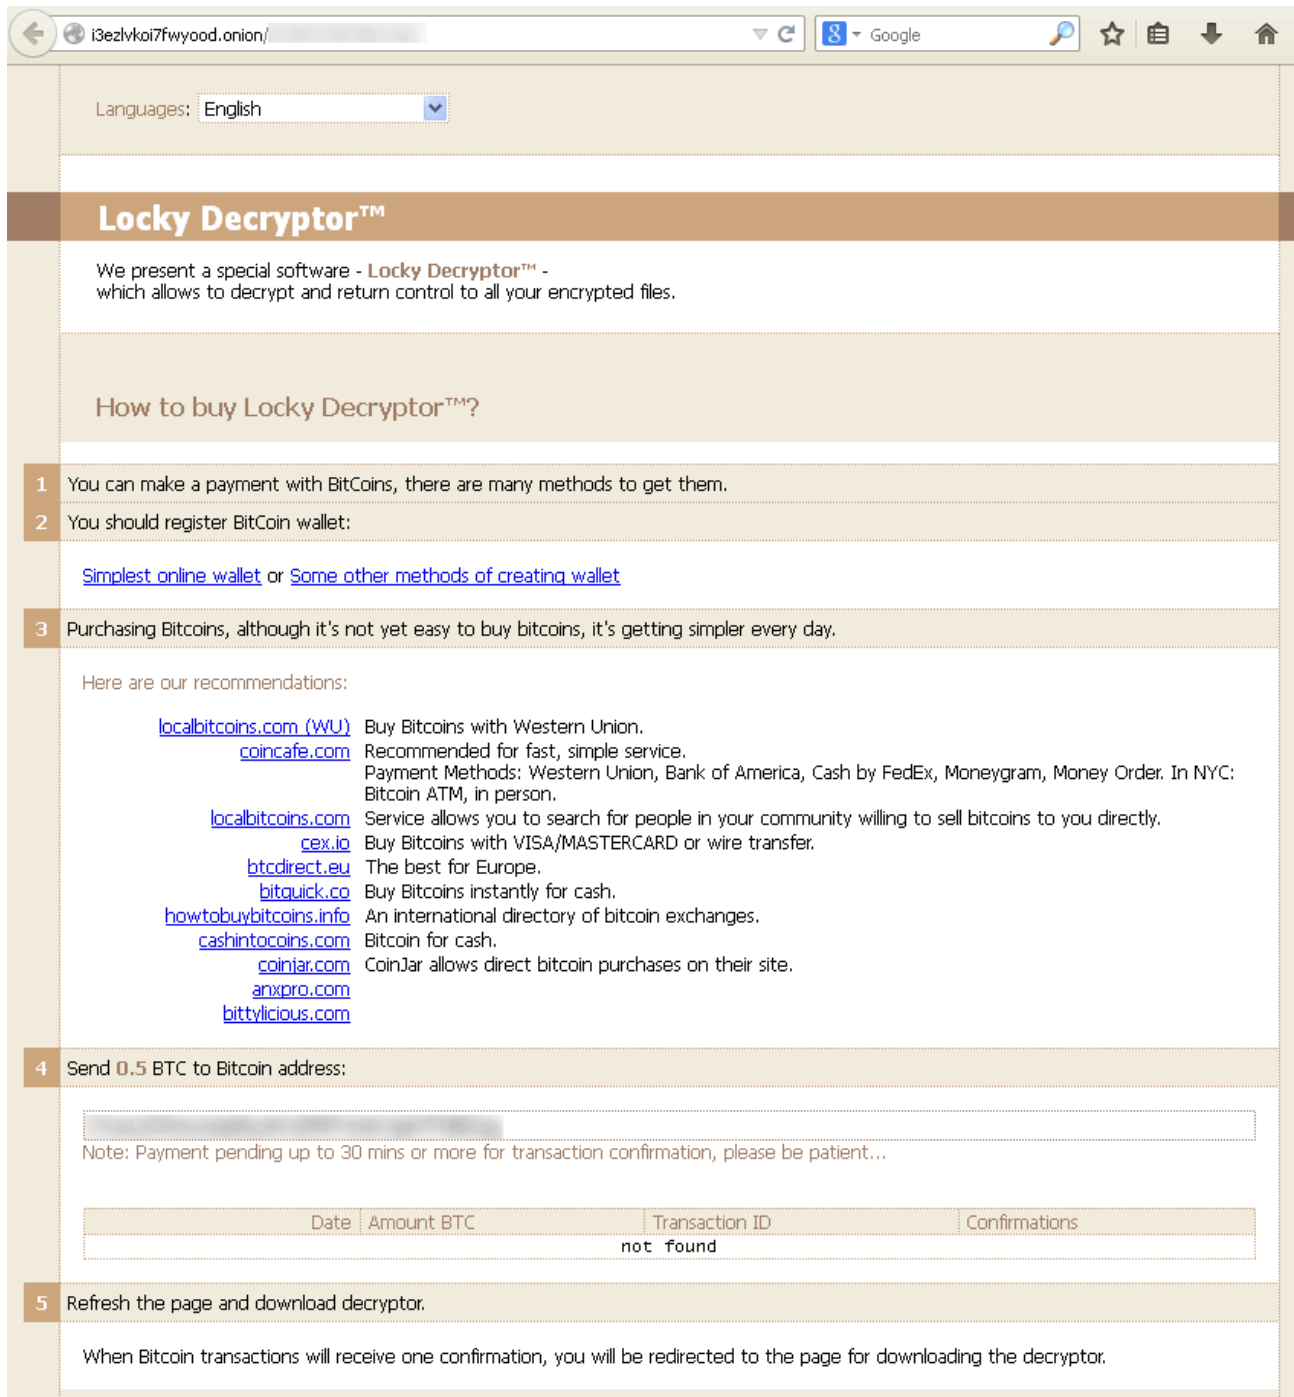 i3ezlvkoi7fwyood.onion/
Google
Languages: English
Locky Decryptor™
We present a special software - Locky Decryptor™ -
which allows to decrypt and return control to all your encrypted files.
How to buy Locky Decryptor™?
1 You can make a payment with BitCoins, there are many methods to get them.
2 You should register BitCoin wallet:
Simplest online wallet or Some other methods of creating wallet
3 Purchasing Bitcoins, although it's not yet easy to buy bitcoins, it's getting simpler every day.
Here are our recommendations:
localbitcoins.com (WU) Buy Bitcoins with Western Union.
coincafe.com Recommended for fast, simple service.
Payment Methods: Western Union, Bank of America, Cash by FedEx, Moneygram, Money Order. In NYC:
Bitcoin ATM, in person.
localbitcoins.com Service allows you to search for people in your community willing to sell bitcoins to you directly.
cex.io Buy Bitcoins with VISA/MASTERCARD or wire transfer.
btcdirect.eu The best for Europe.
bitquick.co Buy Bitcoins instantly for cash.
howtobuybitcoins.info An international directory of bitcoin exchanges.
cashintocoins.com Bitcoin for cash.
coinjar.com CoinJar allows direct bitcoin purchases on their site.
anxpro.com
bittylicious.com
4 Send 0.5 BTC to Bitcoin address:
Note: Payment pending up to 30 mins or more for transaction confirmation, please be patient...
Date Amount BTC Transaction ID Confirmations
not found
5 Refresh the page and download decryptor.
When Bitcoin transactions will receive one confirmation, you will be redirected to the page for downloading the decryptor.